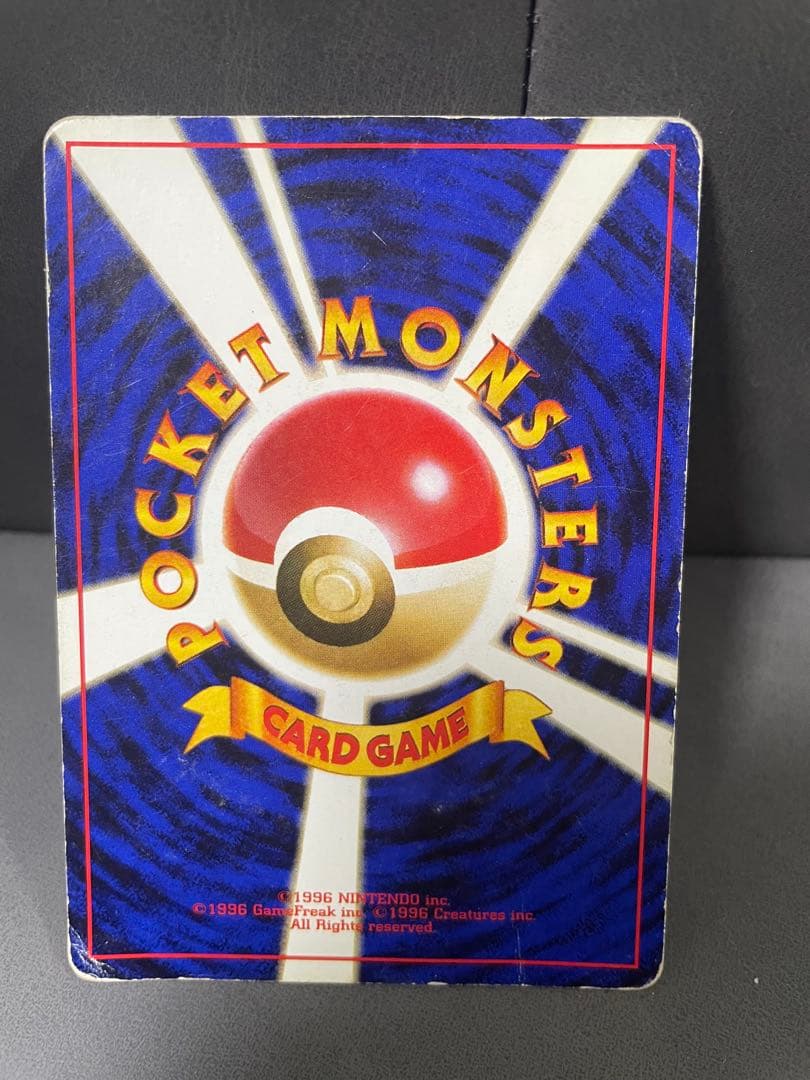 POCKET MONSTERS
CARD GAME
©1996 NINTENDO inc.
©1996 GameFreak inc. ©1996 Creatures inc.
All Rights reserved.